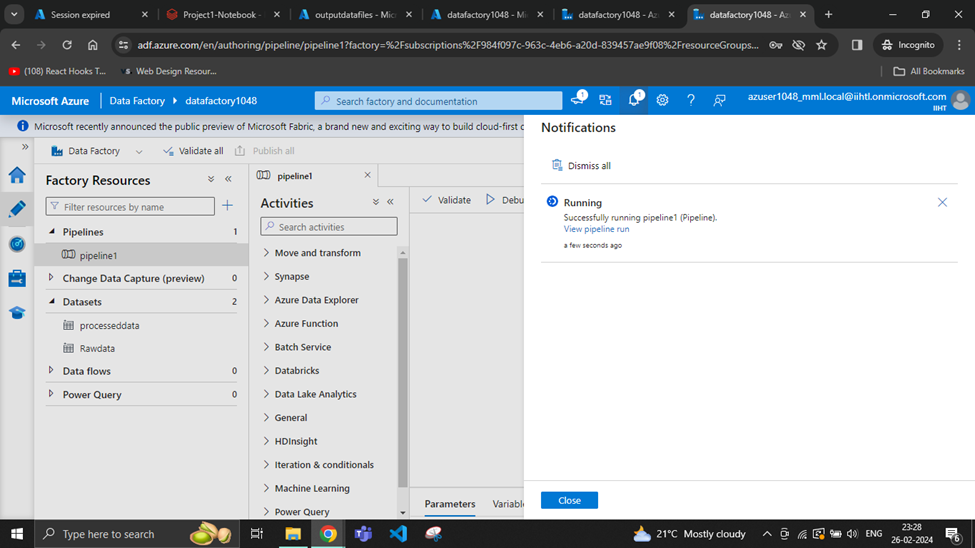 Session expired
Project1-Notebook -
outputdatafiles - Mic
datafactory1048 - Mi
datafactory1048 - Az
datafactory1048 - Az
adf.azure.com/en/authoring/pipeline/pipeline1?factory=%2Fsubscriptions%2F984f097c-963c-4eb6-a20d-839457ae9f08%2FresourceGroups...
Incognito
(108) React Hooks T...
Web Design Resour...
All Bookmarks
Microsoft Azure
Data Factory
datafactory1048
Search factory and documentation
1
1
azuser1048_mml.local@iihtl.onmicrosoft.com
IIHT
Microsoft recently announced the public preview of Microsoft Fabric, a brand new and exciting way to build cloud-first
Data Factory
Validate all
Publish all
Factory Resources
Filter resources by name
Pipelines 1
pipeline1
Change Data Capture (preview) 0
Datasets 2
processeddata
Rawdata
Data flows 0
Power Query 0
pipeline1
Activities
Search activities
Move and transform
Synapse
Azure Data Explorer
Azure Function
Batch Service
Databricks
Data Lake Analytics
General
HDInsight
Iteration & conditionals
Machine Learning
Power Query
Validate
Debu
Parameters
Variable
Notifications
Dismiss all
Running
Successfully running pipeline1 (Pipeline).
View pipeline run
a few seconds ago
Close
Type here to search
21°C Mostly cloudy
ENG
23:28
26-02-2024
6